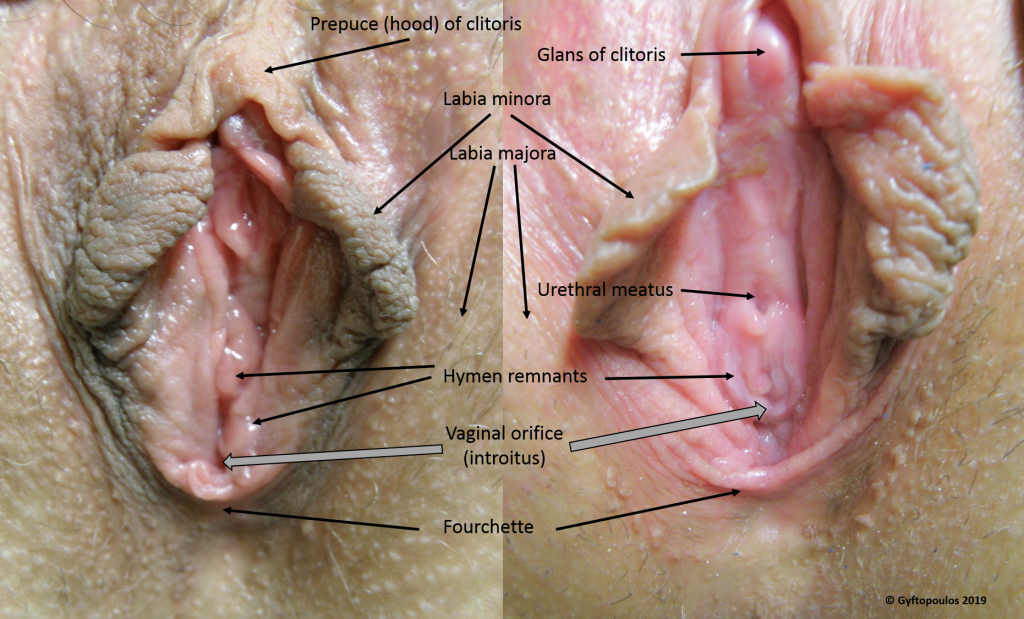 Prepuce (hood) of clitoris
Glans of clitoris
Labia minora
Labia majora
Urethral meatus
Hymen remnants
Vaginal orifice
(introitus)
Fourchette
© Gyftopoulos 2019